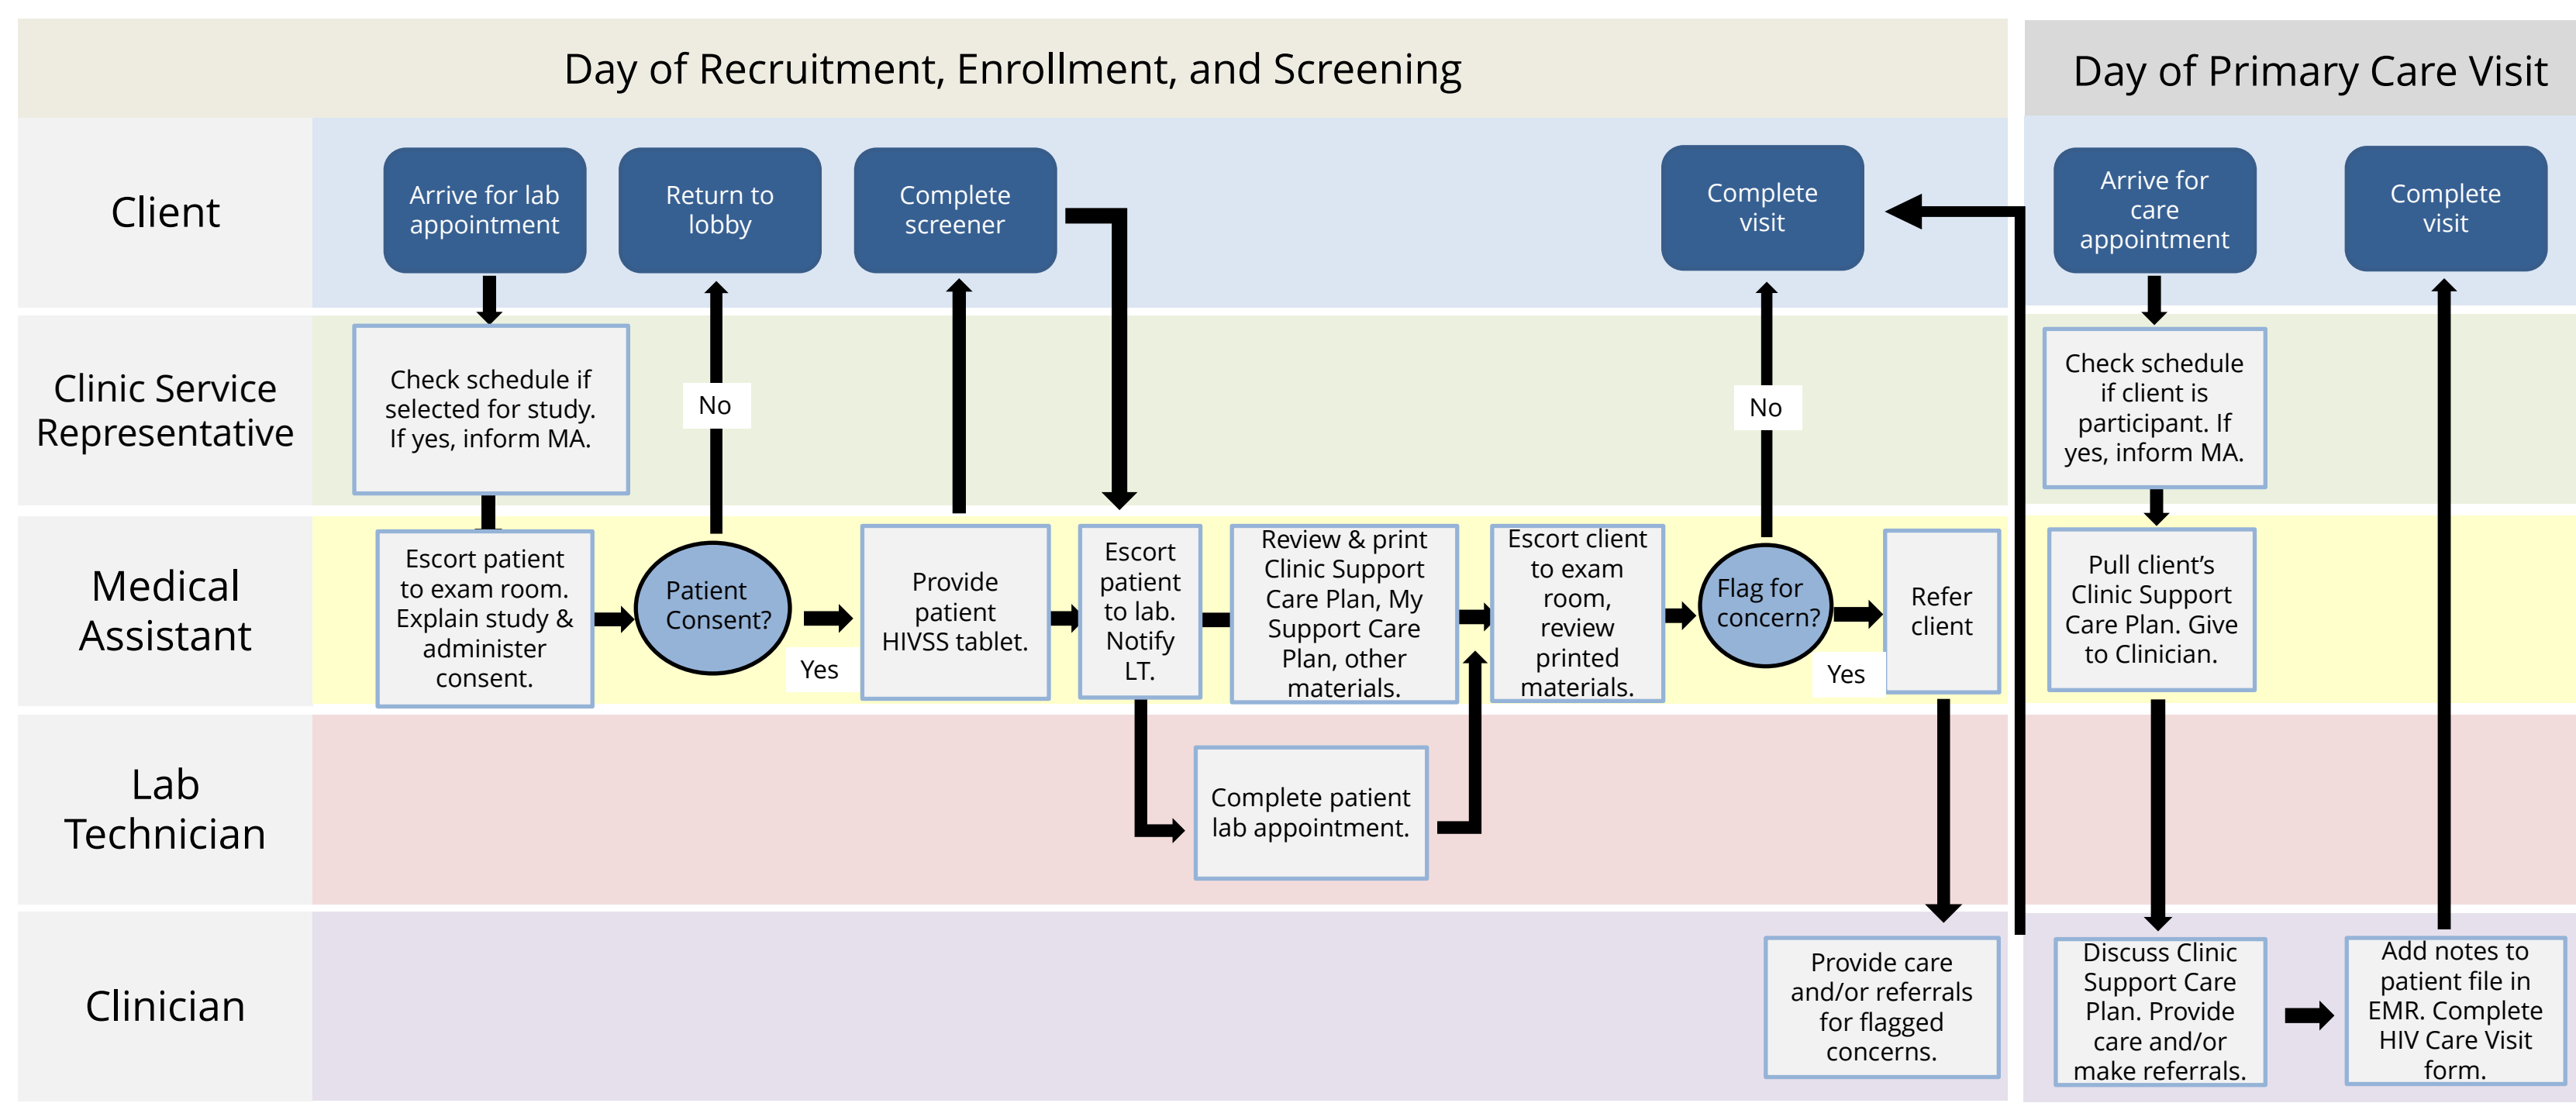 Day of Recruitment, Enrollment, and Screening
Day of Primary Care Visit
Client
Arrive for lab
appointment
Return to
lobby
Complete
screener
Complete
visit
Arrive for
care
appointment
Complete
visit
Clinic Service
Representative
Check schedule if
selected for study.
If yes, inform MA.
No
No
Check schedule
if client is
participant. If
yes, inform MA.
Medical
Assistant
Escort patient
to exam room.
Explain study &
administer
consent.
Patient
Consent?
Yes
Provide
patient
HIVSS tablet.
Escort
patient
to lab.
Notify
LT.
Review & print
Clinic Support
Care Plan, My
Support Care
Plan, other
materials.
Escort client
to exam
room,
review
printed
materials.
Flag for
concern?
Yes
Refer
client
Pull client’s
Clinic Support
Care Plan. Give
to Clinician.
Lab
Technician
Complete patient
lab appointment.
Clinician
Provide care
and/or referrals
for flagged
concerns.
Discuss Clinic
Support Care
Plan. Provide
care and/or
make referrals.
Add notes to
patient file in
EMR. Complete
HIV Care Visit
form.